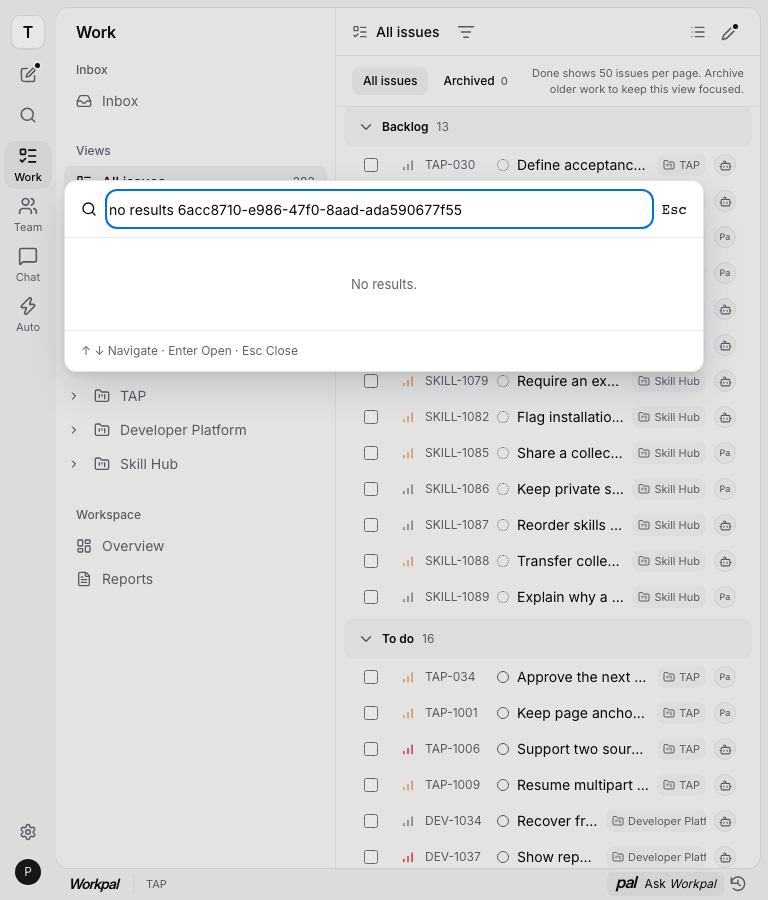 T
Work
All issues
Inbox
All issues
Archived 0
Done shows 50 issues per page. Archive
older work to keep this view focused.
Inbox
Views
Backlog 13
TAP-030 Define acceptanc... TAP
Work
Team
Chat
Auto
no results 6acc8710-e986-47f0-8aad-ada590677f55
Esc
No results.
↑ ↓ Navigate · Enter Open · Esc Close
Pa
Pa
TAP
Developer Platform
Skill Hub
Workspace
Overview
Reports
SKILL-1079 Require an ex... Skill Hub
SKILL-1082 Flag installatio... Skill Hub
SKILL-1085 Share a collec... Skill Hub Pa
SKILL-1086 Keep private s... Skill Hub Pa
SKILL-1087 Reorder skills ... Skill Hub
SKILL-1088 Transfer colle... Skill Hub
SKILL-1089 Explain why a ... Skill Hub Pa
To do 16
TAP-034 Approve the next ... TAP Pa
TAP-1001 Keep page ancho... TAP Pa
TAP-1006 Support two sour... TAP
TAP-1009 Resume multipart ... TAP
DEV-1034 Recover fr... Developer Platf
DEV-1037 Show rep... Developer Platf
P
Workpal TAP
pal Ask Workpal